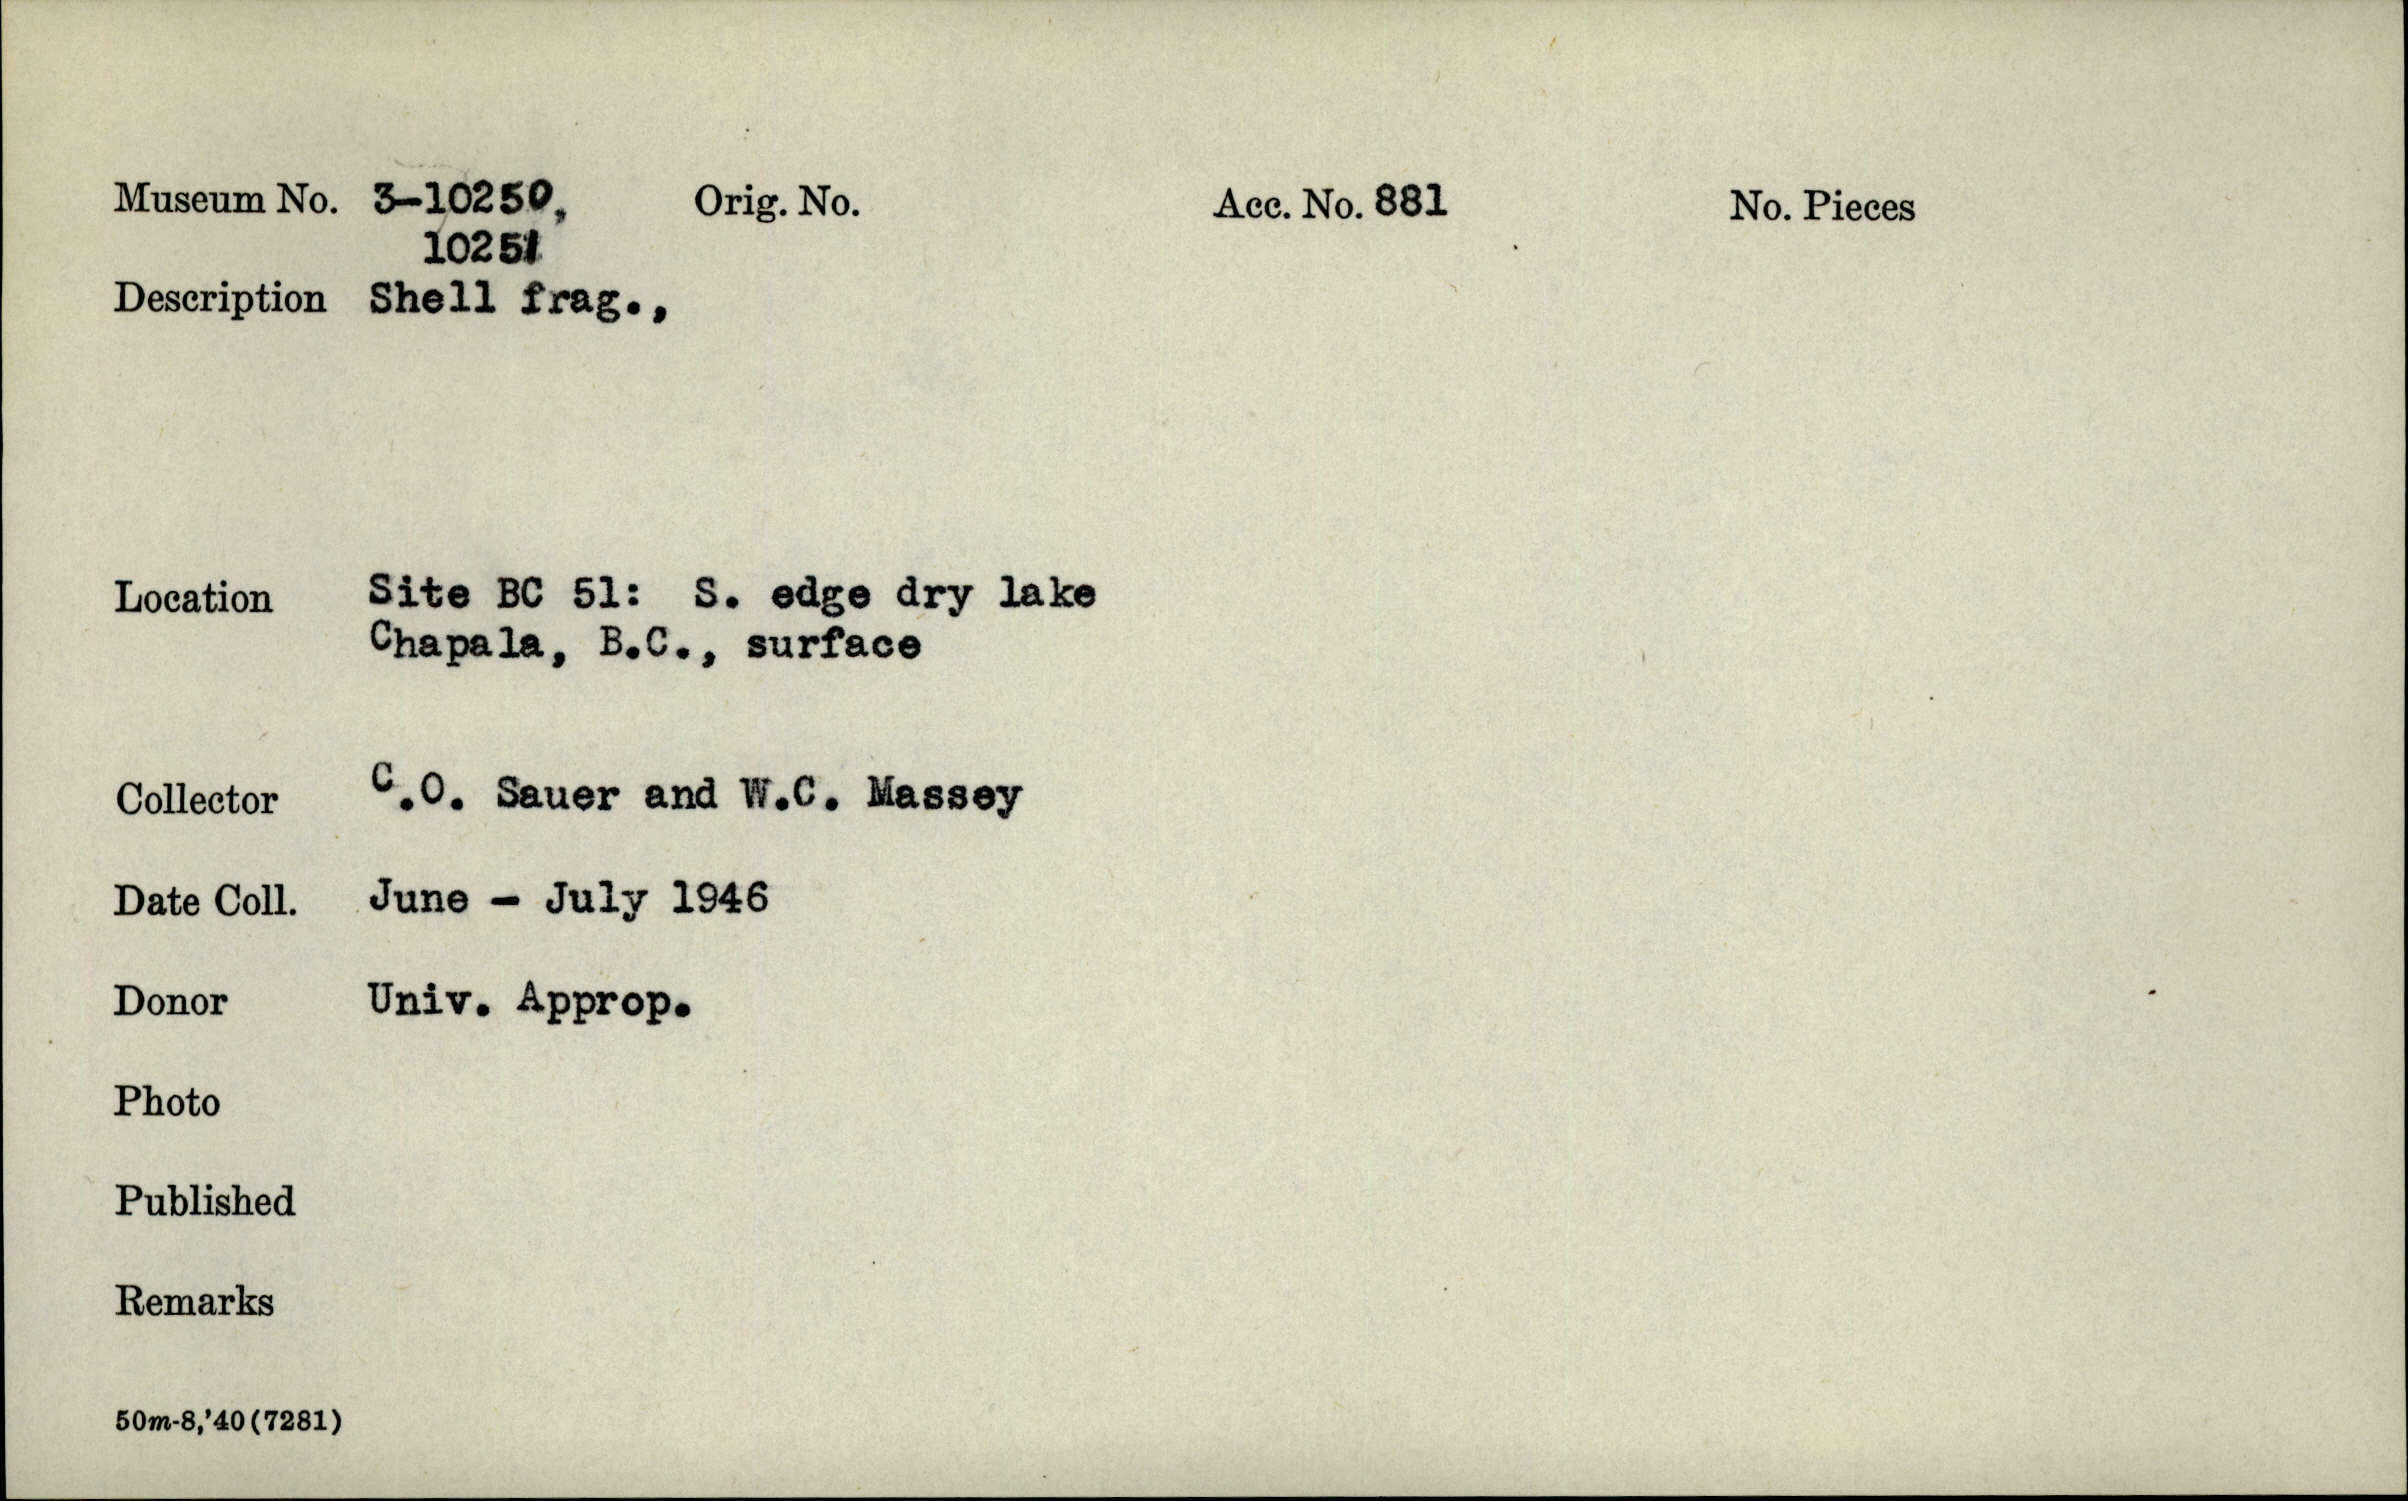 Museum No. 3-10250, Orig. No. Acc. No. 881 No. Pieces
10251
Description Shell frag.,
Location Site BC 51: S. edge dry lake
Chapala, B.C., surface
Collector C.O. Sauer and W.C. Massey
Date Coll. June - July 1946
Donor Univ. Approp.
Photo
Published
Remarks
50m-8,'40(7281)